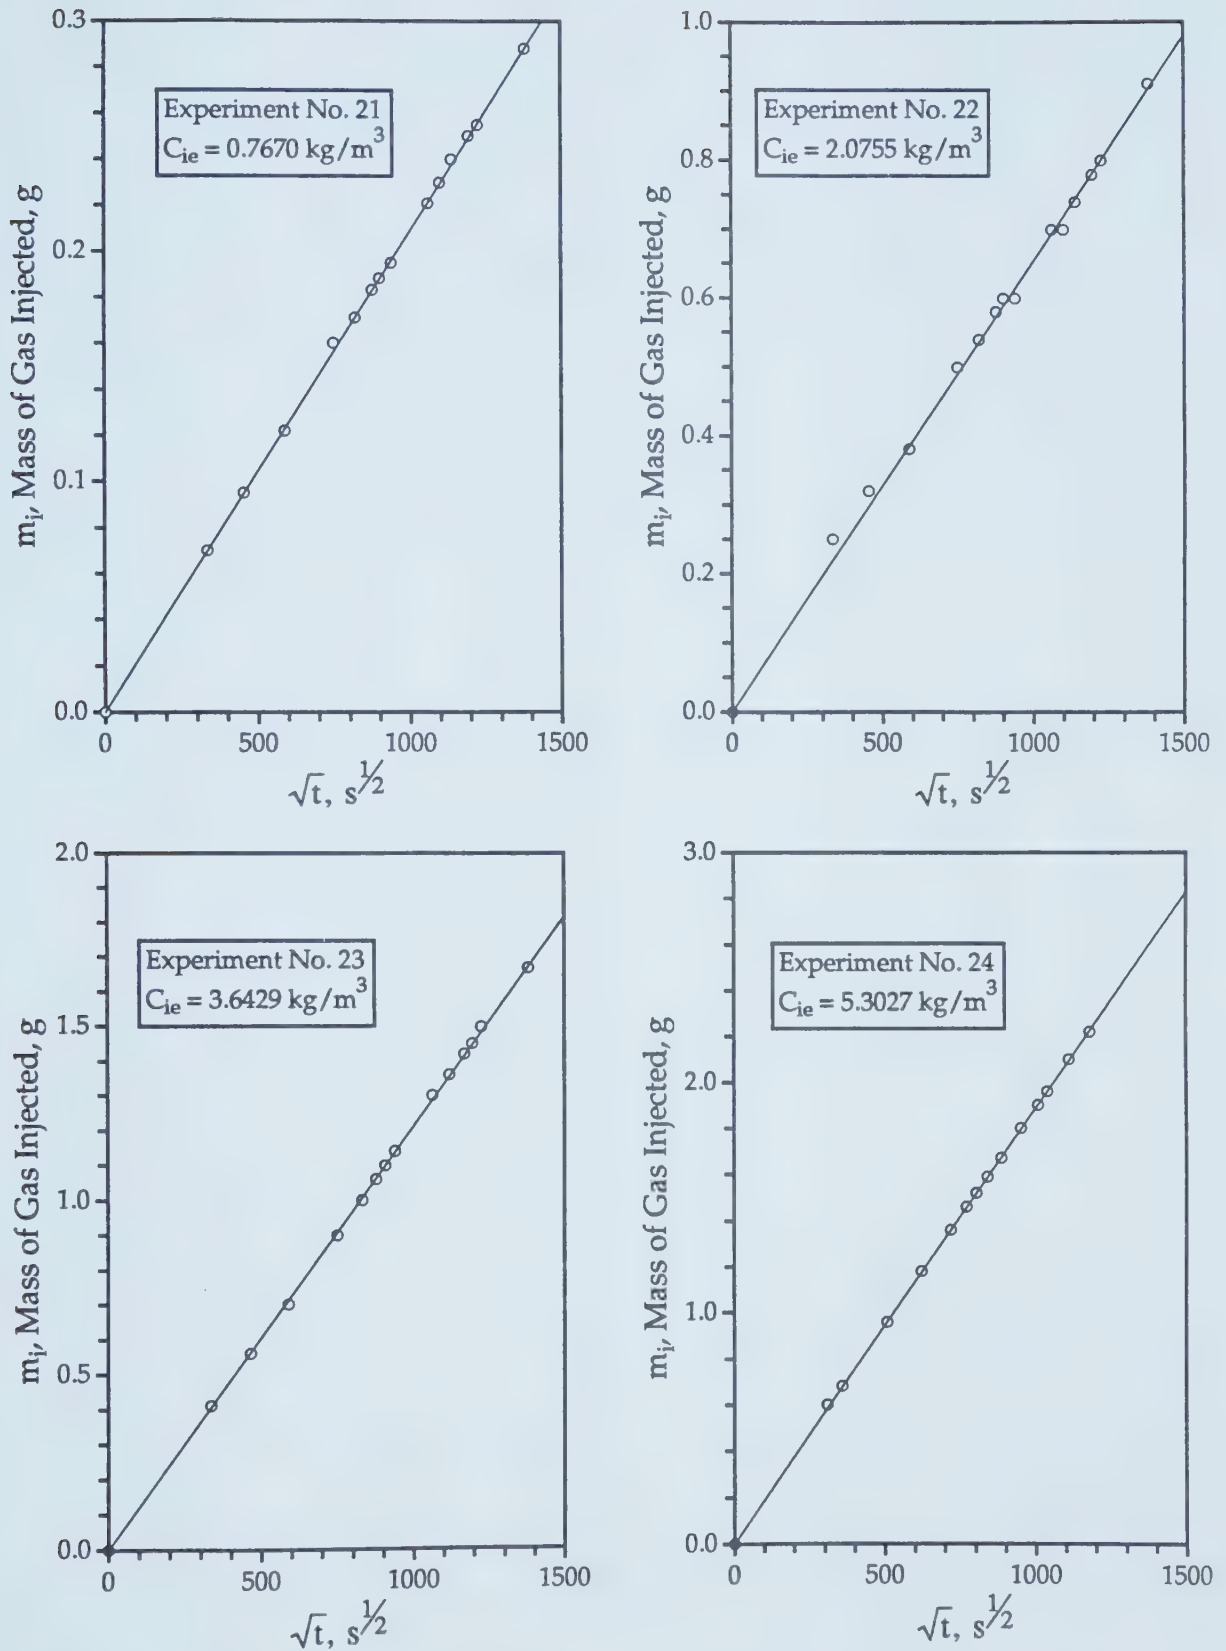 0.3
Experiment No. 21
C_ie = 0.7670 kg/m^3
0.2
0.1
0.0
m_i, Mass of Gas Injected, g
0 500 1000 1500
√t, s^1/2
1.0
Experiment No. 22
C_ie = 2.0755 kg/m^3
0.8
0.6
0.4
0.2
0.0
m_i, Mass of Gas Injected, g
0 500 1000 1500
√t, s^1/2
2.0
Experiment No. 23
C_ie = 3.6429 kg/m^3
1.5
1.0
0.5
0.0
m_i, Mass of Gas Injected, g
0 500 1000 1500
√t, s^1/2
3.0
Experiment No. 24
C_ie = 5.3027 kg/m^3
2.0
1.0
0.0
m_i, Mass of Gas Injected, g
0 500 1000 1500
√t, s^1/2